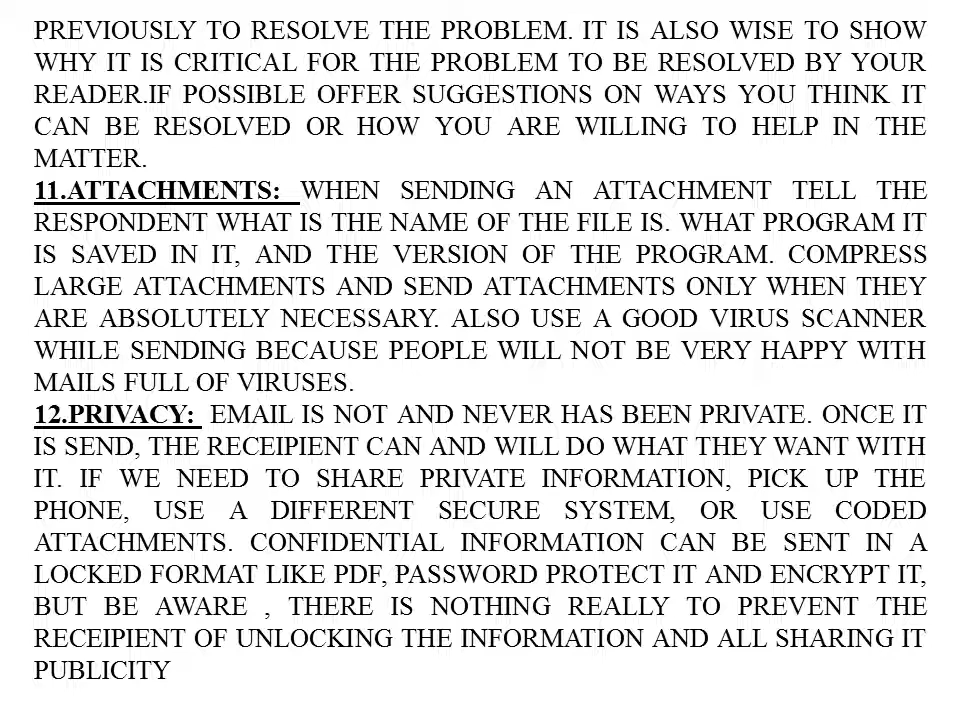 PREVIOUSLY TO RESOLVE THE PROBLEM. IT IS ALSO WISE TO SHOW
WHY IT IS CRITICAL FOR THE PROBLEM TO BE RESOLVED BY YOUR
READER.IF POSSIBLE OFFER SUGGESTIONS ON WAYS YOU THINK IT
CAN BE RESOLVED OR HOW YOU ARE WILLING TO HELP IN THE
MATTER.
11.ATTACHMENTS: WHEN SENDING AN ATTACHMENT TELL THE
RESPONDENT WHAT IS THE NAME OF THE FILE IS. WHAT PROGRAM IT
IS SAVED IN IT, AND THE VERSION OF THE PROGRAM. COMPRESS
LARGE ATTACHMENTS AND SEND ATTACHMENTS ONLY WHEN THEY
ARE ABSOLUTELY NECESSARY. ALSO USE A GOOD VIRUS SCANNER
WHILE SENDING BECAUSE PEOPLE WILL NOT BE VERY HAPPY WITH
MAILS FULL OF VIRUSES.
12.PRIVACY: EMAIL IS NOT AND NEVER HAS BEEN PRIVATE. ONCE IT
IS SEND, THE RECEIPIENT CAN AND WILL DO WHAT THEY WANT WITH
IT. IF WE NEED TO SHARE PRIVATE INFORMATION, PICK UP THE
PHONE, USE A DIFFERENT SECURE SYSTEM, OR USE CODED
ATTACHMENTS. CONFIDENTIAL INFORMATION CAN BE SENT IN A
LOCKED FORMAT LIKE PDF, PASSWORD PROTECT IT AND ENCRYPT IT,
BUT BE AWARE , THERE IS NOTHING REALLY TO PREVENT THE
RECEIPIENT OF UNLOCKING THE INFORMATION AND ALL SHARING IT
PUBLICITY